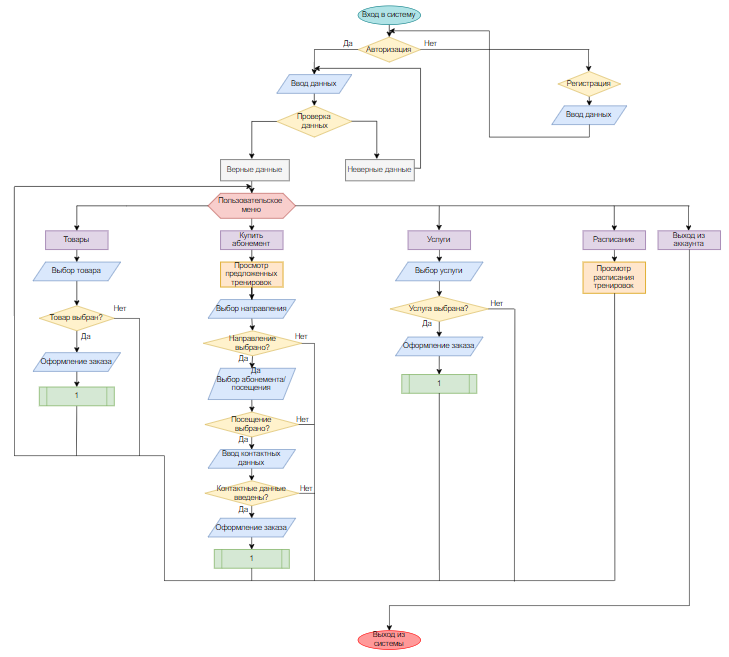 Вход в систему
Да
Нет
Авторизация
Ввод данных
Регистрация
Ввод данных
Проверка
данных
Верные данные
Неверные данные
Пользовательское
меню
Товары
Купить
абонемент
Услуги
Расписание
Выход из
аккаунта
Выбор товара
Просмотр
предложенных
тренировок
Выбор услуги
Просмотр
расписания
тренировок
Товар выбран?
Нет
Да
Выбор направления
Услуга выбрана?
Нет
Да
Направление
выбрано?
Нет
Да
Оформление заказа
Оформление заказа
1
Да
Выбор абонемента/
посещения
1
Посещение
выбрано?
Нет
Да
Ввод контактных
данных
Контактные данные
введены?
Нет
Да
Оформление заказа
1
Выход из
системы